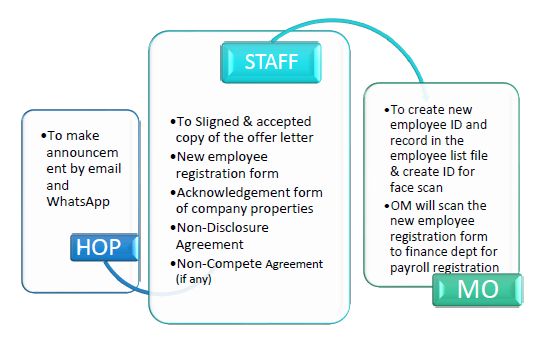 •To make
announcem
ent by email
and
WhatsApp
HOP
STAFF
•To Sligned & accepted
copy of the offer letter
•New employee
registration form
•Acknowledgement form
of company properties
•Non-Disclosure
Agreement
•Non-Compete Agreement
(if any)
•To create new
employee ID and
record in the
employee list file
& create ID for
face scan
•OM will scan the
new employee
registration form
to finance dept for
payroll registration
MO